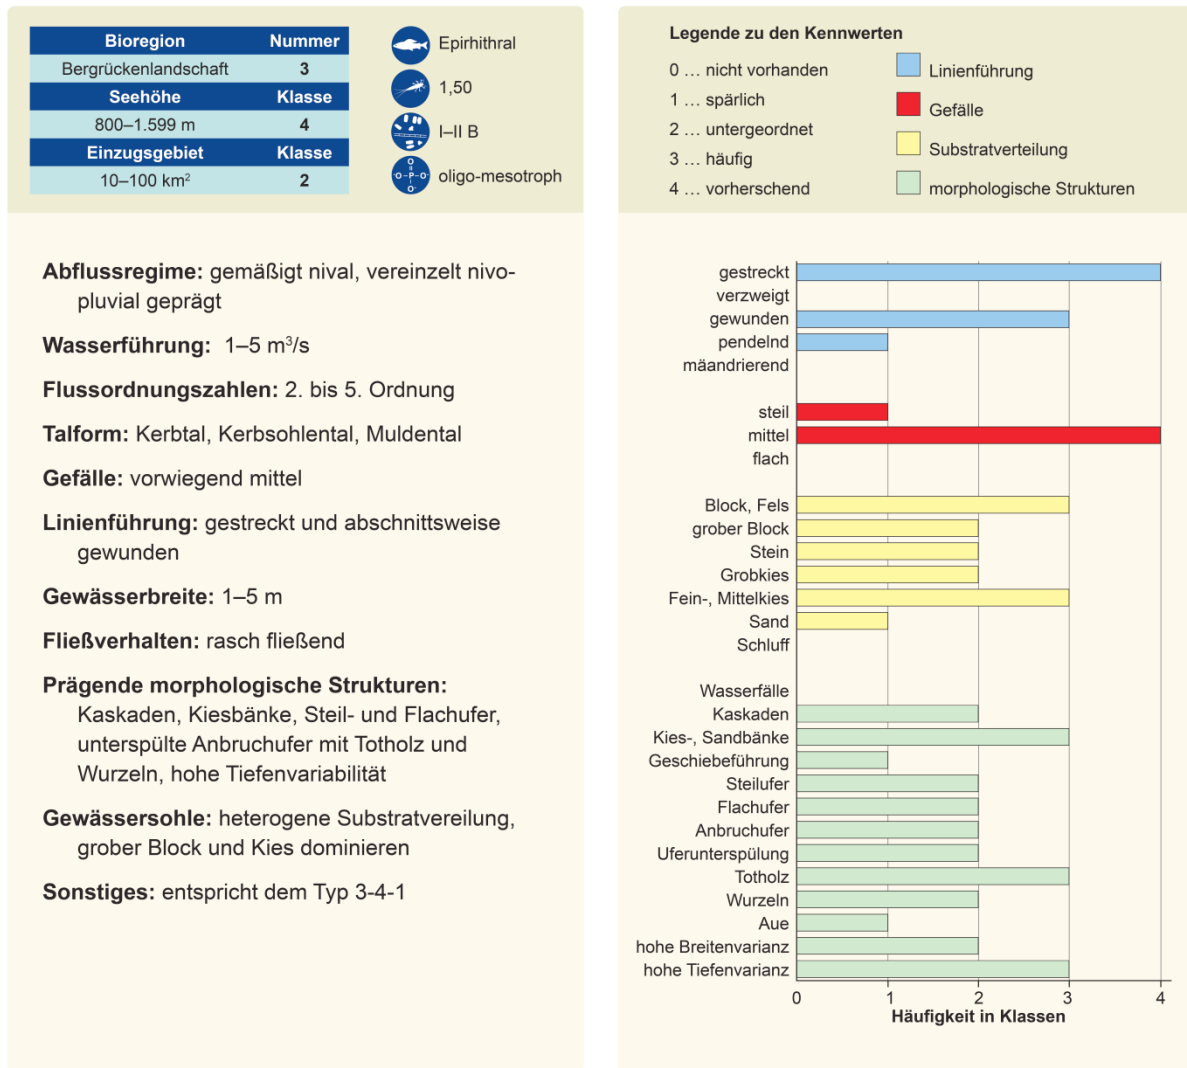 Bioregion Nummer
Bergrückenlandschaft 3
Seehöhe Klasse
800–1.599 m 4
Einzugsgebiet Klasse
10–100 km² 2
Epirhithral
1,50
I–II B
oligo-mesotroph
O
-O-P-O-
O-
Abflussregime: gemäßigt nival, vereinzelt nivo-
pluvial geprägt
Wasserführung: 1–5 m³/s
Flussordnungszahlen: 2. bis 5. Ordnung
Talform: Kerbtal, Kerbsohlental, Muldental
Gefälle: vorwiegend mittel
Linienführung: gestreckt und abschnittsweise
gewunden
Gewässerbreite: 1–5 m
Fließverhalten: rasch fließend
Prägende morphologische Strukturen:
Kaskaden, Kiesbänke, Steil- und Flachufer,
unterspülte Anbruchufer mit Totholz und
Wurzeln, hohe Tiefenvariabilität
Gewässersohle: heterogene Substratvereilung,
grober Block und Kies dominieren
Sonstiges: entspricht dem Typ 3-4-1
Legende zu den Kennwerten
0 … nicht vorhanden
1 … spärlich
2 … untergeordnet
3 … häufig
4 … vorherschend
Linienführung
Gefälle
Substratverteilung
morphologische Strukturen
gestreckt
verzweigt
gewunden
pendelnd
mäandrierend
steil
mittel
flach
Block, Fels
grober Block
Stein
Grobkies
Fein-, Mittelkies
Sand
Schluff
Wasserfälle
Kaskaden
Kies-, Sandbänke
Geschiebeführung
Steilufer
Flachufer
Anbruchufer
Uferunterspülung
Totholz
Wurzeln
Aue
hohe Breitenvarianz
hohe Tiefenvarianz
0 1 2 3 4
Häufigkeit in Klassen